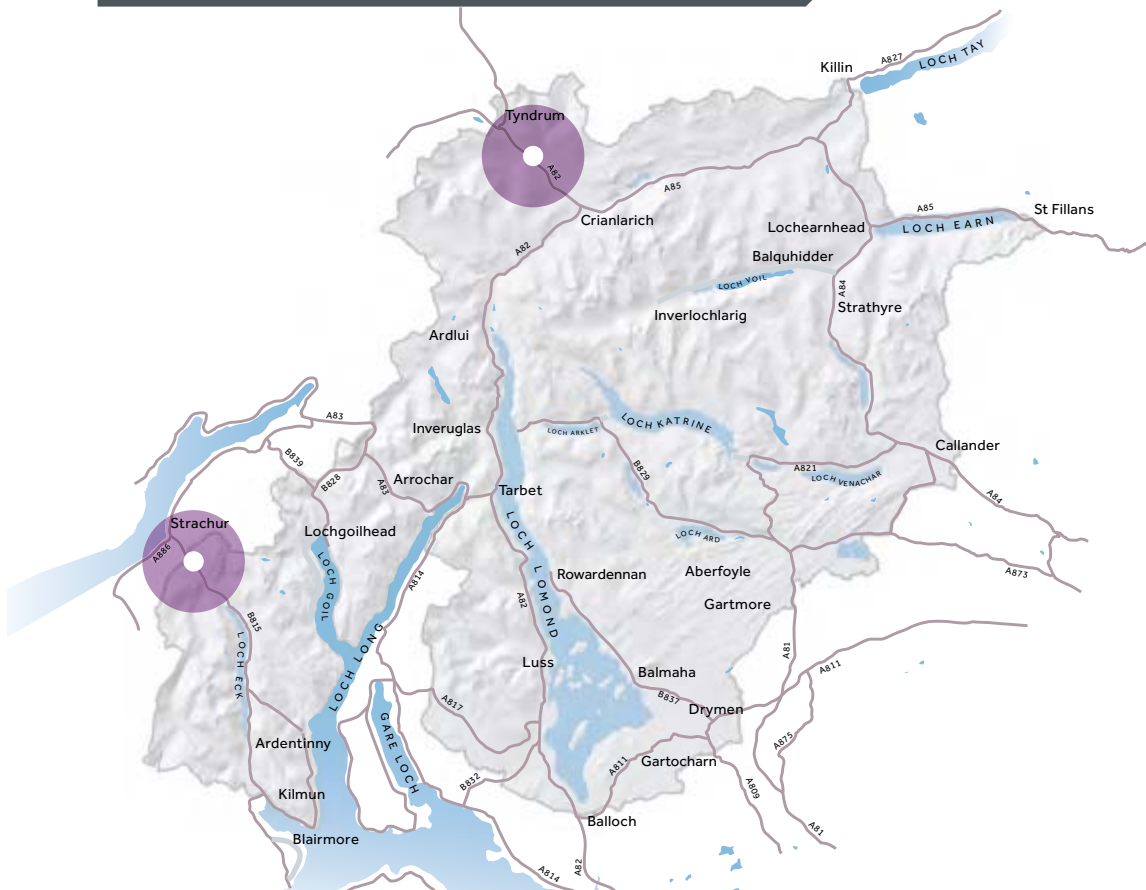 LOCH TAY
A827
Killin
Tyndrum
A82
A85
Crianlarich
A85
St Fillans
LOCH EARN
Lochearnhead
Balquhidder
A82
LOCH VOIL
A84
Strathyre
Inverlochlarig
Ardlui
A83
Inveruglas
LOCH ARKLET
LOCH KATRINE
Callander
B839
B828
A83
Arrochar
B829
A821
LOCH VENACHAR
A84
Tarbet
Strachur
Lochgoilhead
LOCH LOMOND
LOCH ARD
A886
LOCH GOIL
A814
Rowardennan
Aberfoyle
A873
A82
Gartmore
B815
LOCH ECK
LOCH LONG
Luss
A81
A811
Balmaha
B837
Drymen
A817
GARE LOCH
Ardentinny
A875
Gartocharn
A811
B832
A809
Kilmun
Balloch
A81
Blairmore
A82
A814